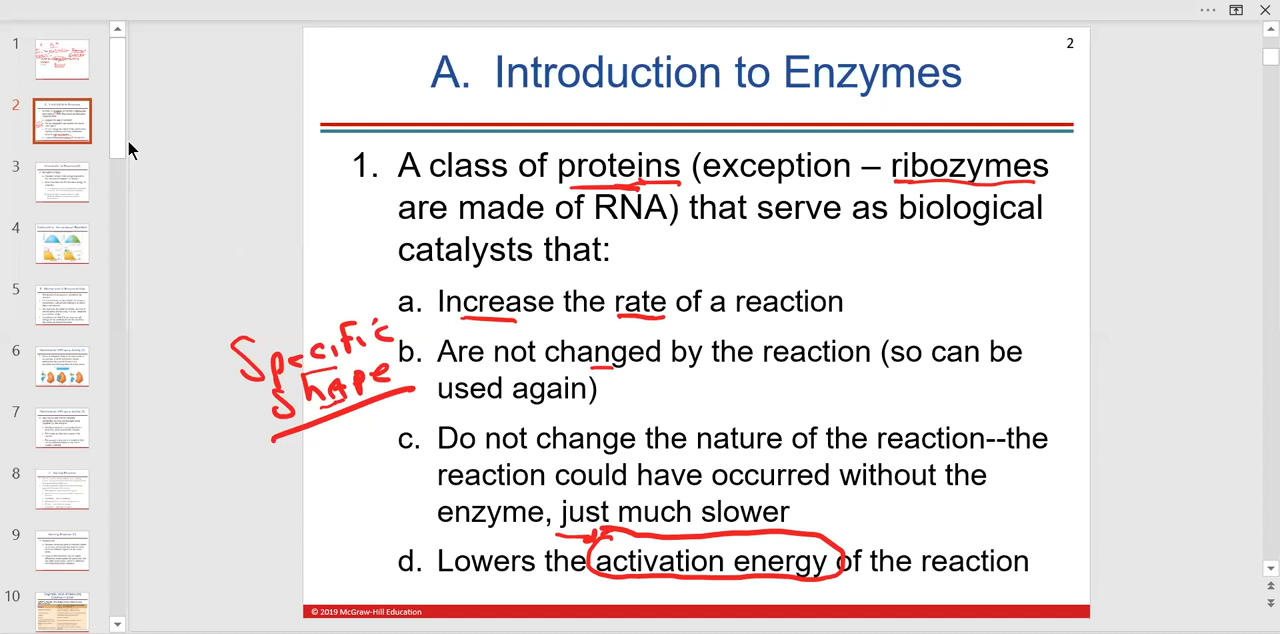 1
2
3
4
5
6
7
8
9
10
2
A. Introduction to Enzymes
1. A class of proteins (exception – ribozymes
are made of RNA) that serve as biological
catalysts that:
a. Increase the rate of a reaction
Specific
Shape
b. Are not changed by the reaction (so can be
used again)
c. Do not change the nature of the reaction--the
reaction could have occurred without the
enzyme, just much slower
d. Lowers the activation energy of the reaction
© 2019 McGraw-Hill Education